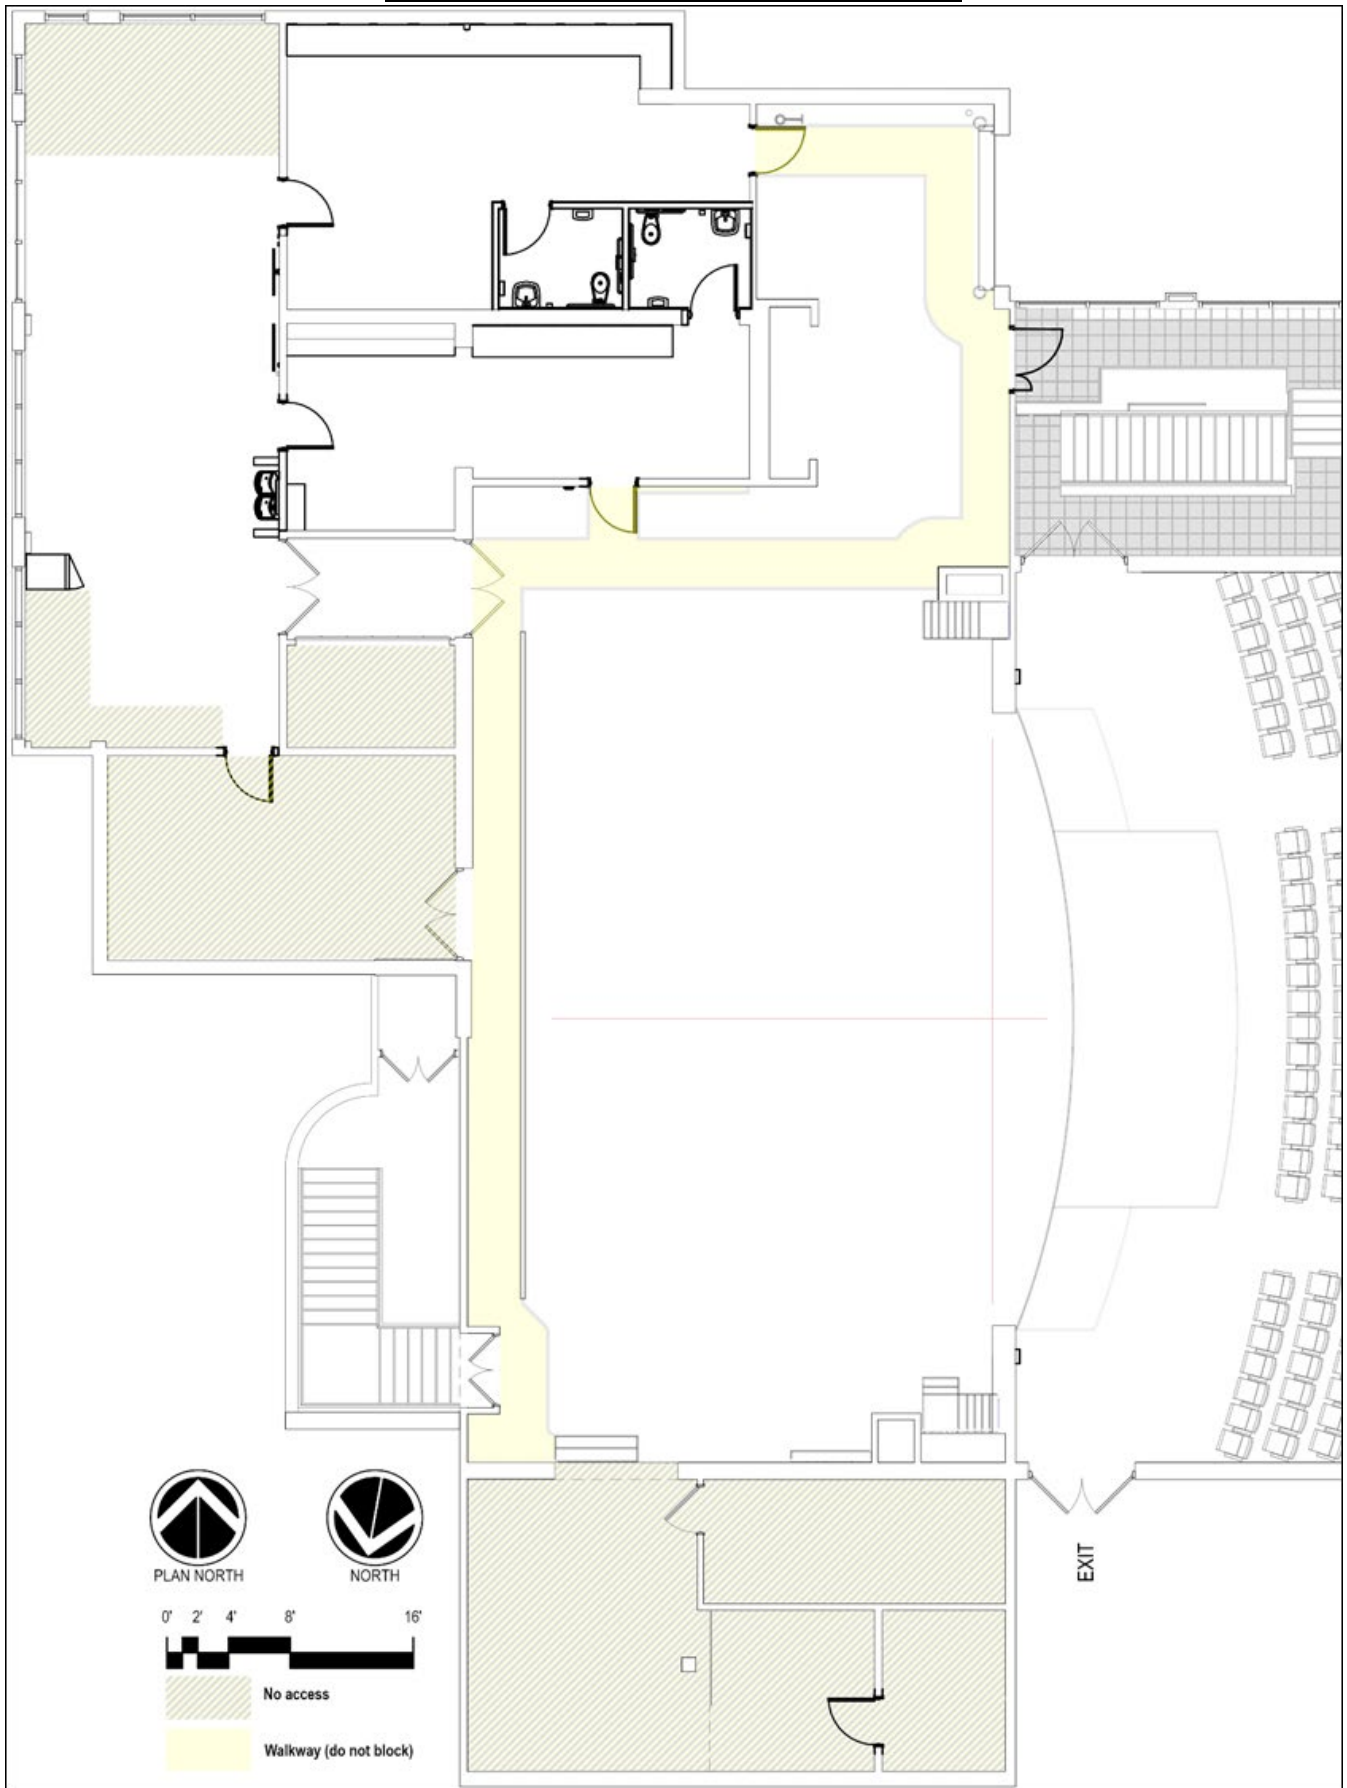 EXIT
PLAN NORTH
NORTH
0' 2' 4' 8' 16'
No access
Walkway (do not block)